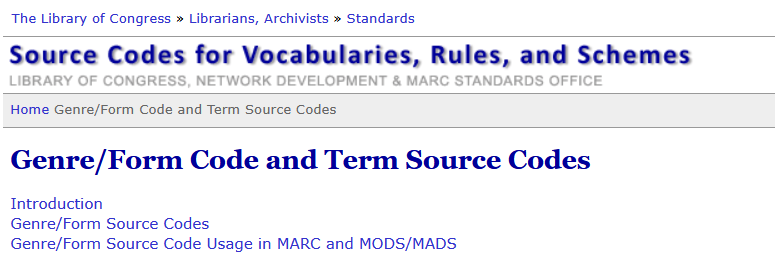 The Library of Congress » Librarians, Archivists » Standards
Source Codes for Vocabularies, Rules, and Schemes
LIBRARY OF CONGRESS, NETWORK DEVELOPMENT & MARC STANDARDS OFFICE
Home Genre/Form Code and Term Source Codes
Genre/Form Code and Term Source Codes
Introduction
Genre/Form Source Codes
Genre/Form Source Code Usage in MARC and MODS/MADS